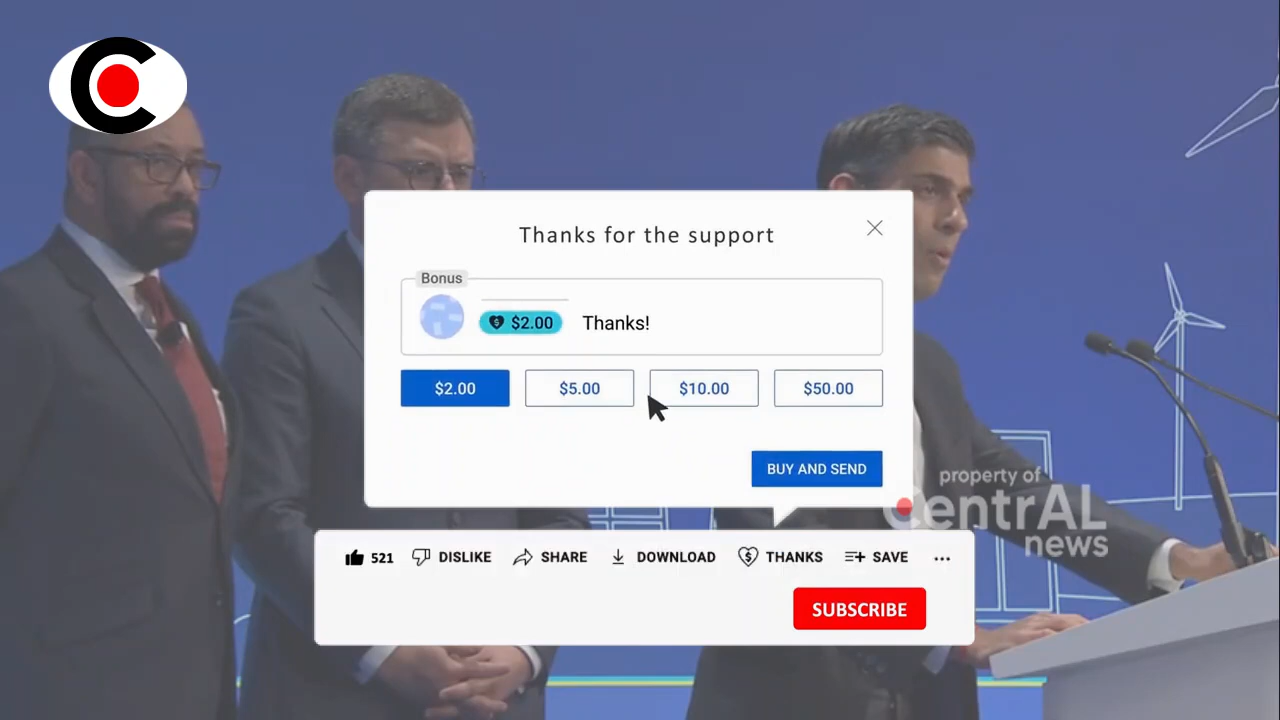 Thanks for the support
Bonus
$2.00 Thanks!
$2.00 $5.00 $10.00 $50.00
BUY AND SEND
property of
CentrAL
news
521 DISLIKE SHARE DOWNLOAD THANKS SAVE ...
SUBSCRIBE